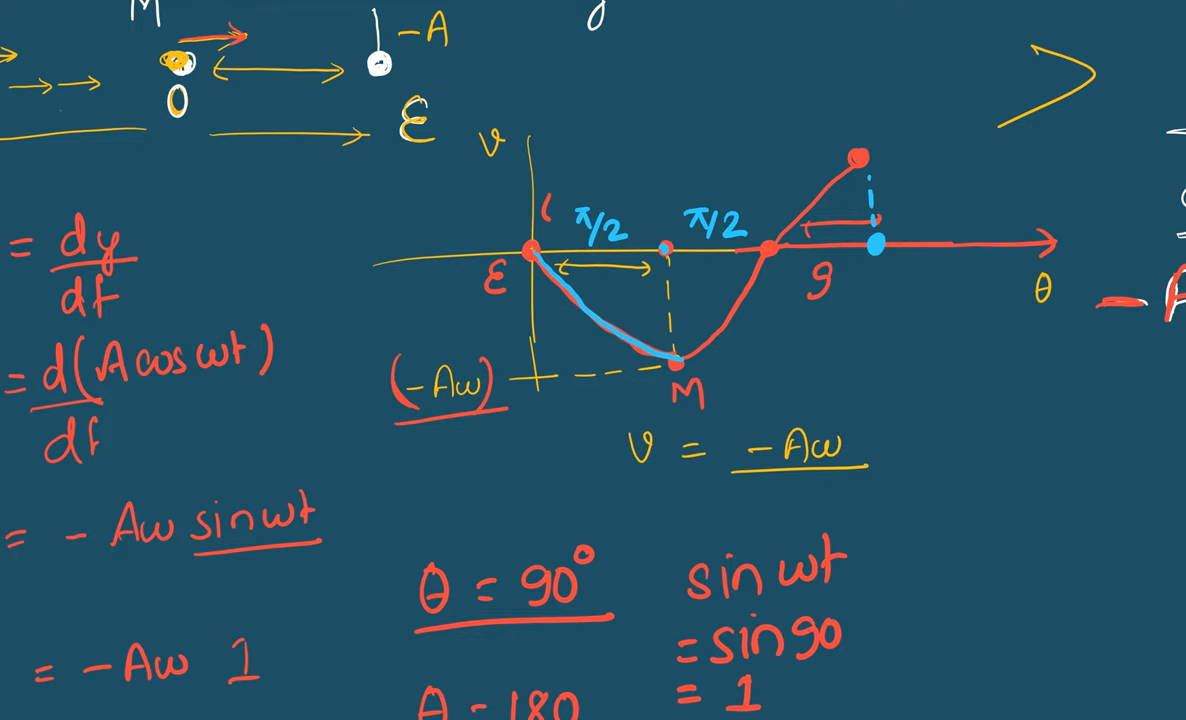 M
-A
0
ε
v
π/2 π/2
ε g
θ
= dy/dt
= d(A cos ωt)/dt
(-Aω)
M
v = -Aω
= - Aω sin ωt
θ = 90°
sin ωt
= sin 90
= 1
= -Aω 1
θ = 180